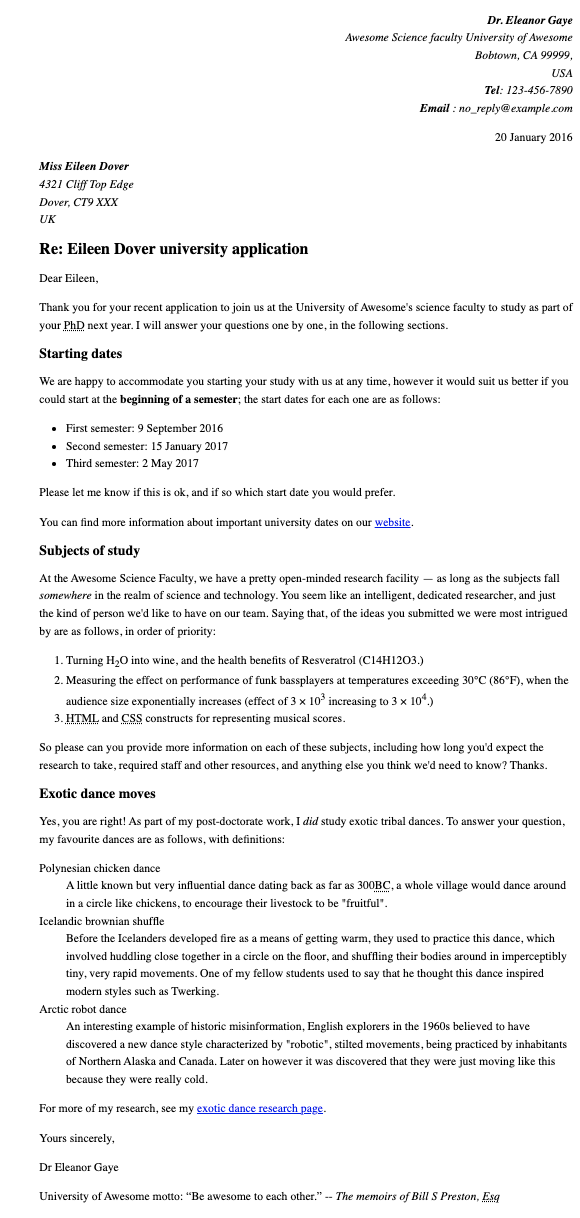 Dr. Eleanor Gaye
Awesome Science faculty University of Awesome
Bobtown, CA 99999,
USA
Tel: 123-456-7890
Email : no_reply@example.com
20 January 2016
Miss Eileen Dover
4321 Cliff Top Edge
Dover, CT9 XXX
UK
Re: Eileen Dover university application
Dear Eileen,
Thank you for your recent application to join us at the University of Awesome's science faculty to study as part of
your PhD next year. I will answer your questions one by one, in the following sections.
Starting dates
We are happy to accommodate you starting your study with us at any time, however it would suit us better if you
could start at the beginning of a semester; the start dates for each one are as follows:
• First semester: 9 September 2016
• Second semester: 15 January 2017
• Third semester: 2 May 2017
Please let me know if this is ok, and if so which start date you would prefer.
You can find more information about important university dates on our website.
Subjects of study
At the Awesome Science Faculty, we have a pretty open-minded research facility — as long as the subjects fall
somewhere in the realm of science and technology. You seem like an intelligent, dedicated researcher, and just
the kind of person we'd like to have on our team. Saying that, of the ideas you submitted we were most intrigued
by are as follows, in order of priority:
1. Turning H₂O into wine, and the health benefits of Resveratrol (C14H12O3.)
2. Measuring the effect on performance of funk bassplayers at temperatures exceeding 30°C (86°F), when the
audience size exponentially increases (effect of 3 × 10³ increasing to 3 × 10⁴.)
3. HTML and CSS constructs for representing musical scores.
So please can you provide more information on each of these subjects, including how long you'd expect the
research to take, required staff and other resources, and anything else you think we'd need to know? Thanks.
Exotic dance moves
Yes, you are right! As part of my post-doctorate work, I did study exotic tribal dances. To answer your question,
my favourite dances are as follows, with definitions:
Polynesian chicken dance
A little known but very influential dance dating back as far as 300BC, a whole village would dance around
in a circle like chickens, to encourage their livestock to be "fruitful".
Icelandic brownian shuffle
Before the Icelanders developed fire as a means of getting warm, they used to practice this dance, which
involved huddling close together in a circle on the floor, and shuffling their bodies around in imperceptibly
tiny, very rapid movements. One of my fellow students used to say that he thought this dance inspired
modern styles such as Twerking.
Arctic robot dance
An interesting example of historic misinformation, English explorers in the 1960s believed to have
discovered a new dance style characterized by "robotic", stilted movements, being practiced by inhabitants
of Northern Alaska and Canada. Later on however it was discovered that they were just moving like this
because they were really cold.
For more of my research, see my exotic dance research page.
Yours sincerely,
Dr Eleanor Gaye
University of Awesome motto: “Be awesome to each other.” -- The memoirs of Bill S Preston, Esq